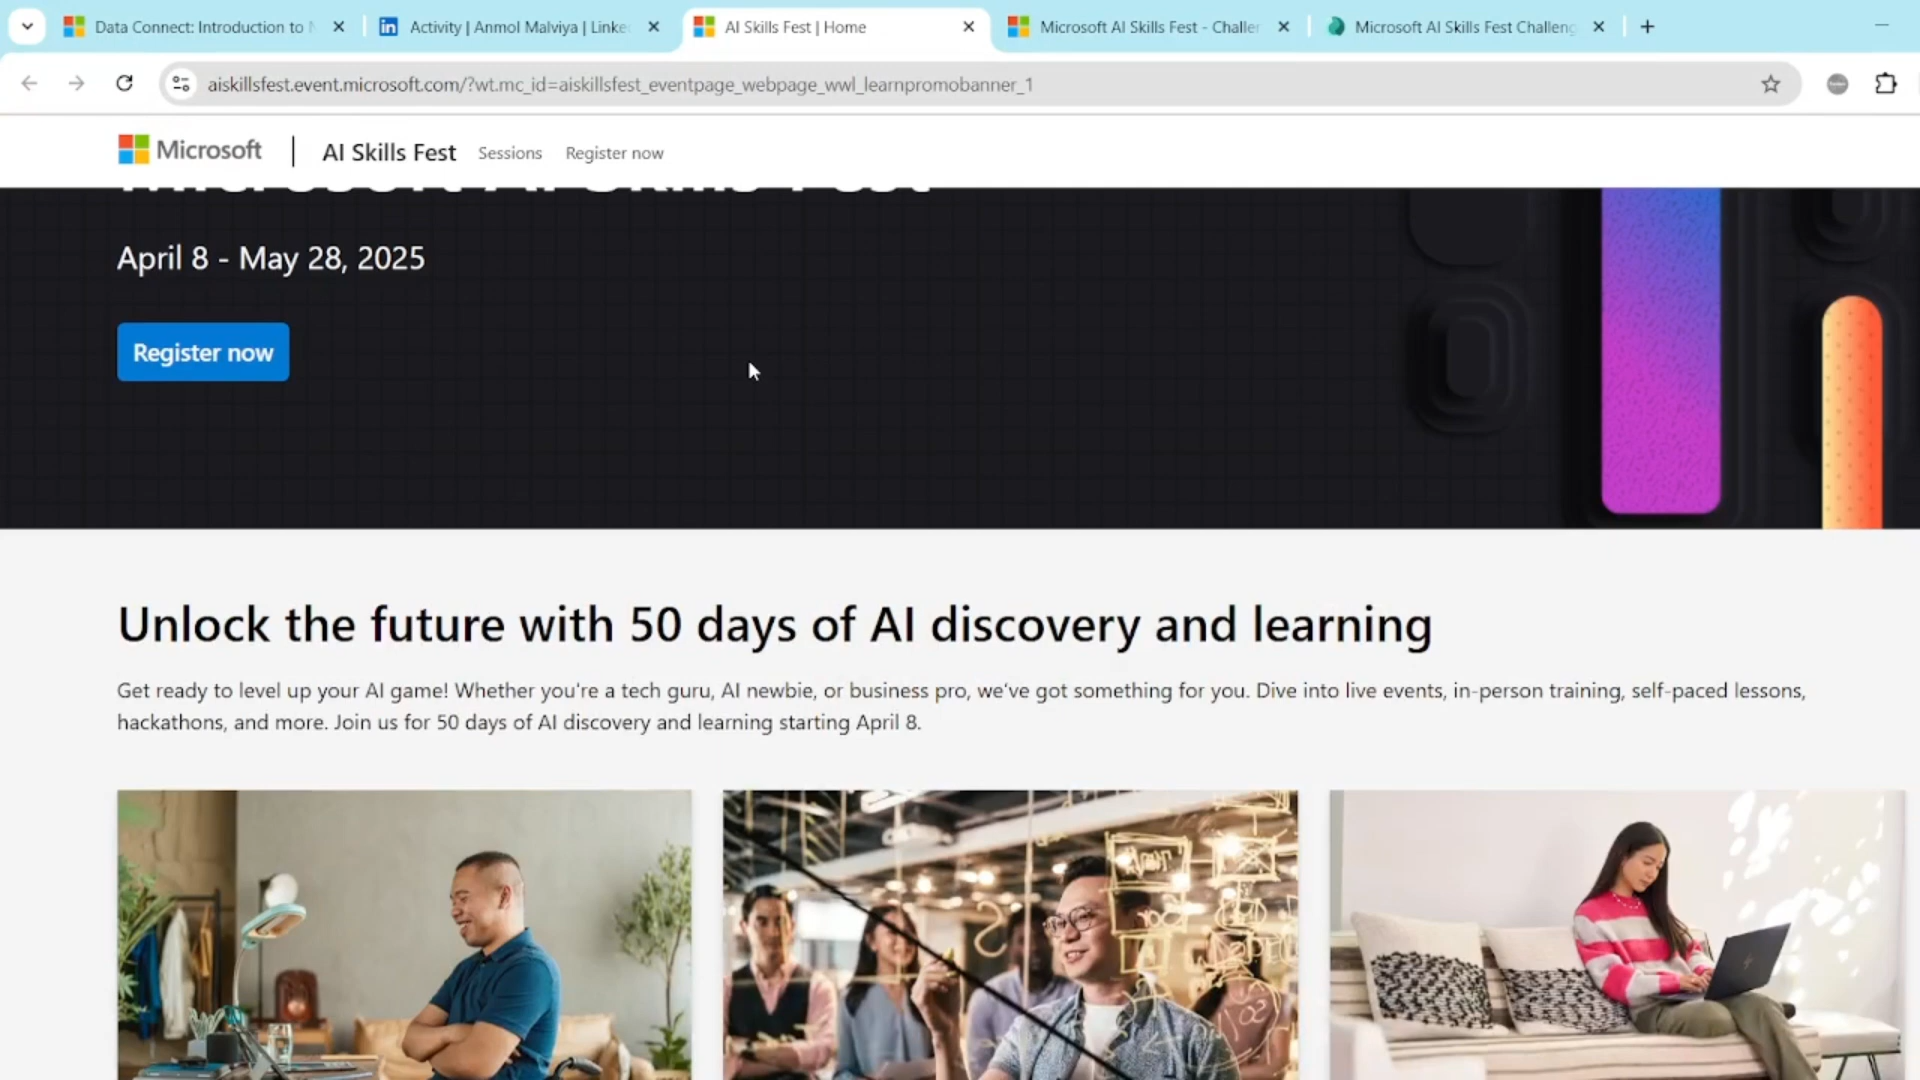 Data Connect: Introduction to
Activity | Anmol Malviya | Linke
AI Skills Fest | Home
Microsoft AI Skills Fest - Challen
Microsoft AI Skills Fest Challeng
aiskillsfest.event.microsoft.com/?wt.mc_id=aiskillsfest_eventpage_webpage_wwl_learnpromobanner_1
Microsoft
AI Skills Fest
Sessions
Register now
April 8 - May 28, 2025
Register now
Unlock the future with 50 days of AI discovery and learning
Get ready to level up your AI game! Whether you're a tech guru, AI newbie, or business pro, we've got something for you. Dive into live events, in-person training, self-paced lessons,
hackathons, and more. Join us for 50 days of AI discovery and learning starting April 8.